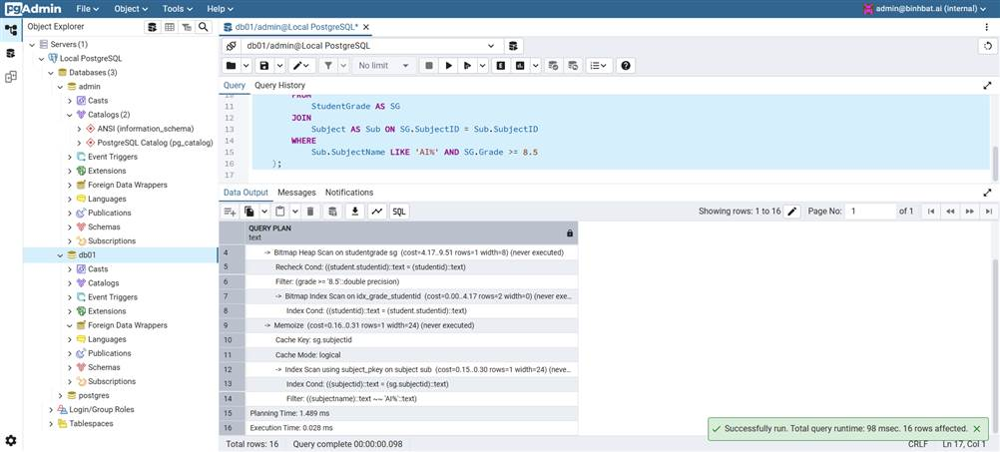 pgAdmin File Object Tools Help admin@binhbat.ai (internal)
Object Explorer
db01/admin@Local PostgreSQL*
Servers (1)
Local PostgreSQL
Databases (3)
admin
Casts
Catalogs (2)
ANSI (information_schema)
PostgreSQL Catalog (pg_catalog)
Event Triggers
Extensions
Foreign Data Wrappers
Languages
Publications
Schemas
Subscriptions
db01
Casts
Catalogs
Event Triggers
Extensions
Foreign Data Wrappers
Languages
Publications
Schemas
Subscriptions
postgres
Login/Group Roles
Tablespaces
db01/admin@Local PostgreSQL
No limit
Query Query History
10 FROM
11 StudentGrade AS SG
12 JOIN
13 Subject AS Sub ON SG.SubjectID = Sub.SubjectID
14 WHERE
15 Sub.SubjectName LIKE 'AI%' AND SG.Grade >= 8.5
16 );
17
Data Output Messages Notifications
SQL
Showing rows: 1 to 16 Page No: 1 of 1
QUERY PLAN
text
4 -> Bitmap Heap Scan on studentgrade sg (cost=4.17..9.51 rows=1 width=8) (never executed)
5 Recheck Cond: ((student.studentid)::text = (studentid)::text)
6 Filter: (grade >= '8.5'::double precision)
7 -> Bitmap Index Scan on idx_grade_studentid (cost=0.00..4.17 rows=2 width=0) (never exe...
8 Index Cond: ((studentid)::text = (student.studentid)::text)
9 -> Memoize (cost=0.16..0.31 rows=1 width=24) (never executed)
10 Cache Key: sg.subjectid
11 Cache Mode: logical
12 -> Index Scan using subject_pkey on subject sub (cost=0.15..0.30 rows=1 width=24) (neve...
13 Index Cond: ((subjectid)::text = (sg.subjectid)::text)
14 Filter: ((subjectname)::text ~~ 'AI%'::text)
15 Planning Time: 1.489 ms
16 Execution Time: 0.028 ms
Successfully run. Total query runtime: 98 msec. 16 rows affected.
Total rows: 16 Query complete 00:00:00.098 CRLF Ln 17, Col 1